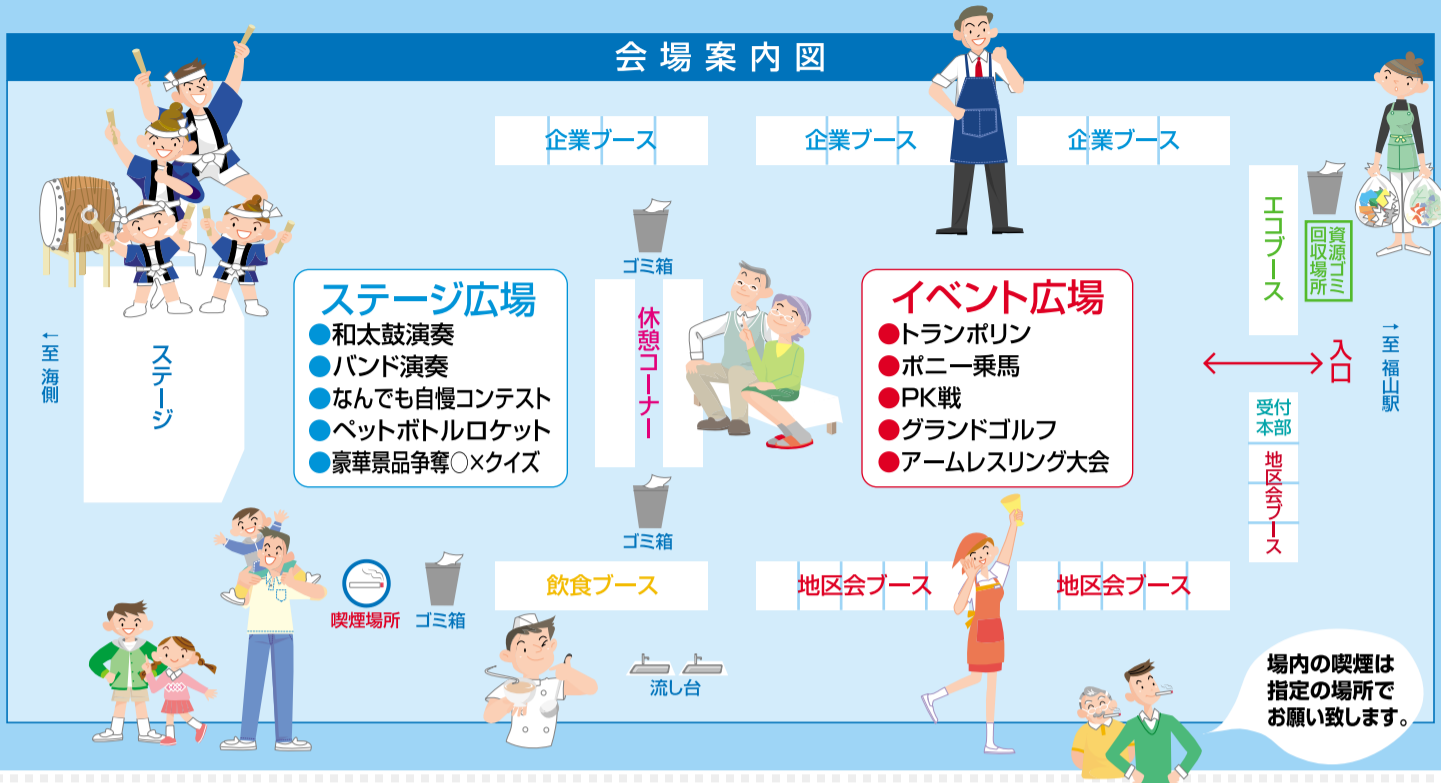 会場案内図
企業ブース
企業ブース
企業ブース
エコブース
資源ゴミ
回収場所
ゴミ箱
ステージ広場
●和太鼓演奏
●バンド演奏
●なんでも自慢コンテスト
●ペットボトルロケット
●豪華景品争奪○×クイズ
休憩コーナー
イベント広場
●トランポリン
●ポニー乗馬
●PK戦
●グランドゴルフ
●アームレスリング大会
←至 海側
ステージ
入口
→至 福山駅
受付
本部
地区会ブース
ゴミ箱
飲食ブース
地区会ブース
地区会ブース
喫煙場所
ゴミ箱
流し台
場内の喫煙は
指定の場所で
お願い致します。